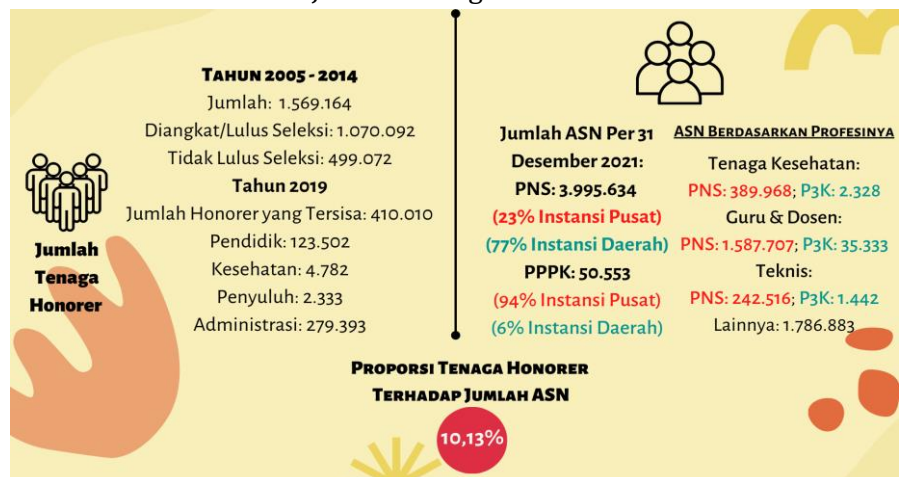 Jumlah
Tenaga
Honorer
TAHUN 2005 - 2014
Jumlah: 1.569.164
Diangkat/Lulus Seleksi: 1.070.092
Tidak Lulus Seleksi: 499.072
Tahun 2019
Jumlah Honorer yang Tersisa: 410.010
Pendidik: 123.502
Kesehatan: 4.782
Penyuluh: 2.333
Administrasi: 279.393
Jumlah ASN Per 31
Desember 2021:
PNS: 3.995.634
(23% Instansi Pusat)
(77% Instansi Daerah)
PPPK: 50.553
(94% Instansi Pusat)
(6% Instansi Daerah)
ASN BERDASARKAN PROFESINYA
Tenaga Kesehatan:
PNS: 389.968; P3K: 2.328
Guru & Dosen:
PNS: 1.587.707; P3K: 35.333
Teknis:
PNS: 242.516; P3K: 1.442
Lainnya: 1.786.883
PROPORSI TENAGA HONORER
TERHADAP JUMLAH ASN
10,13%